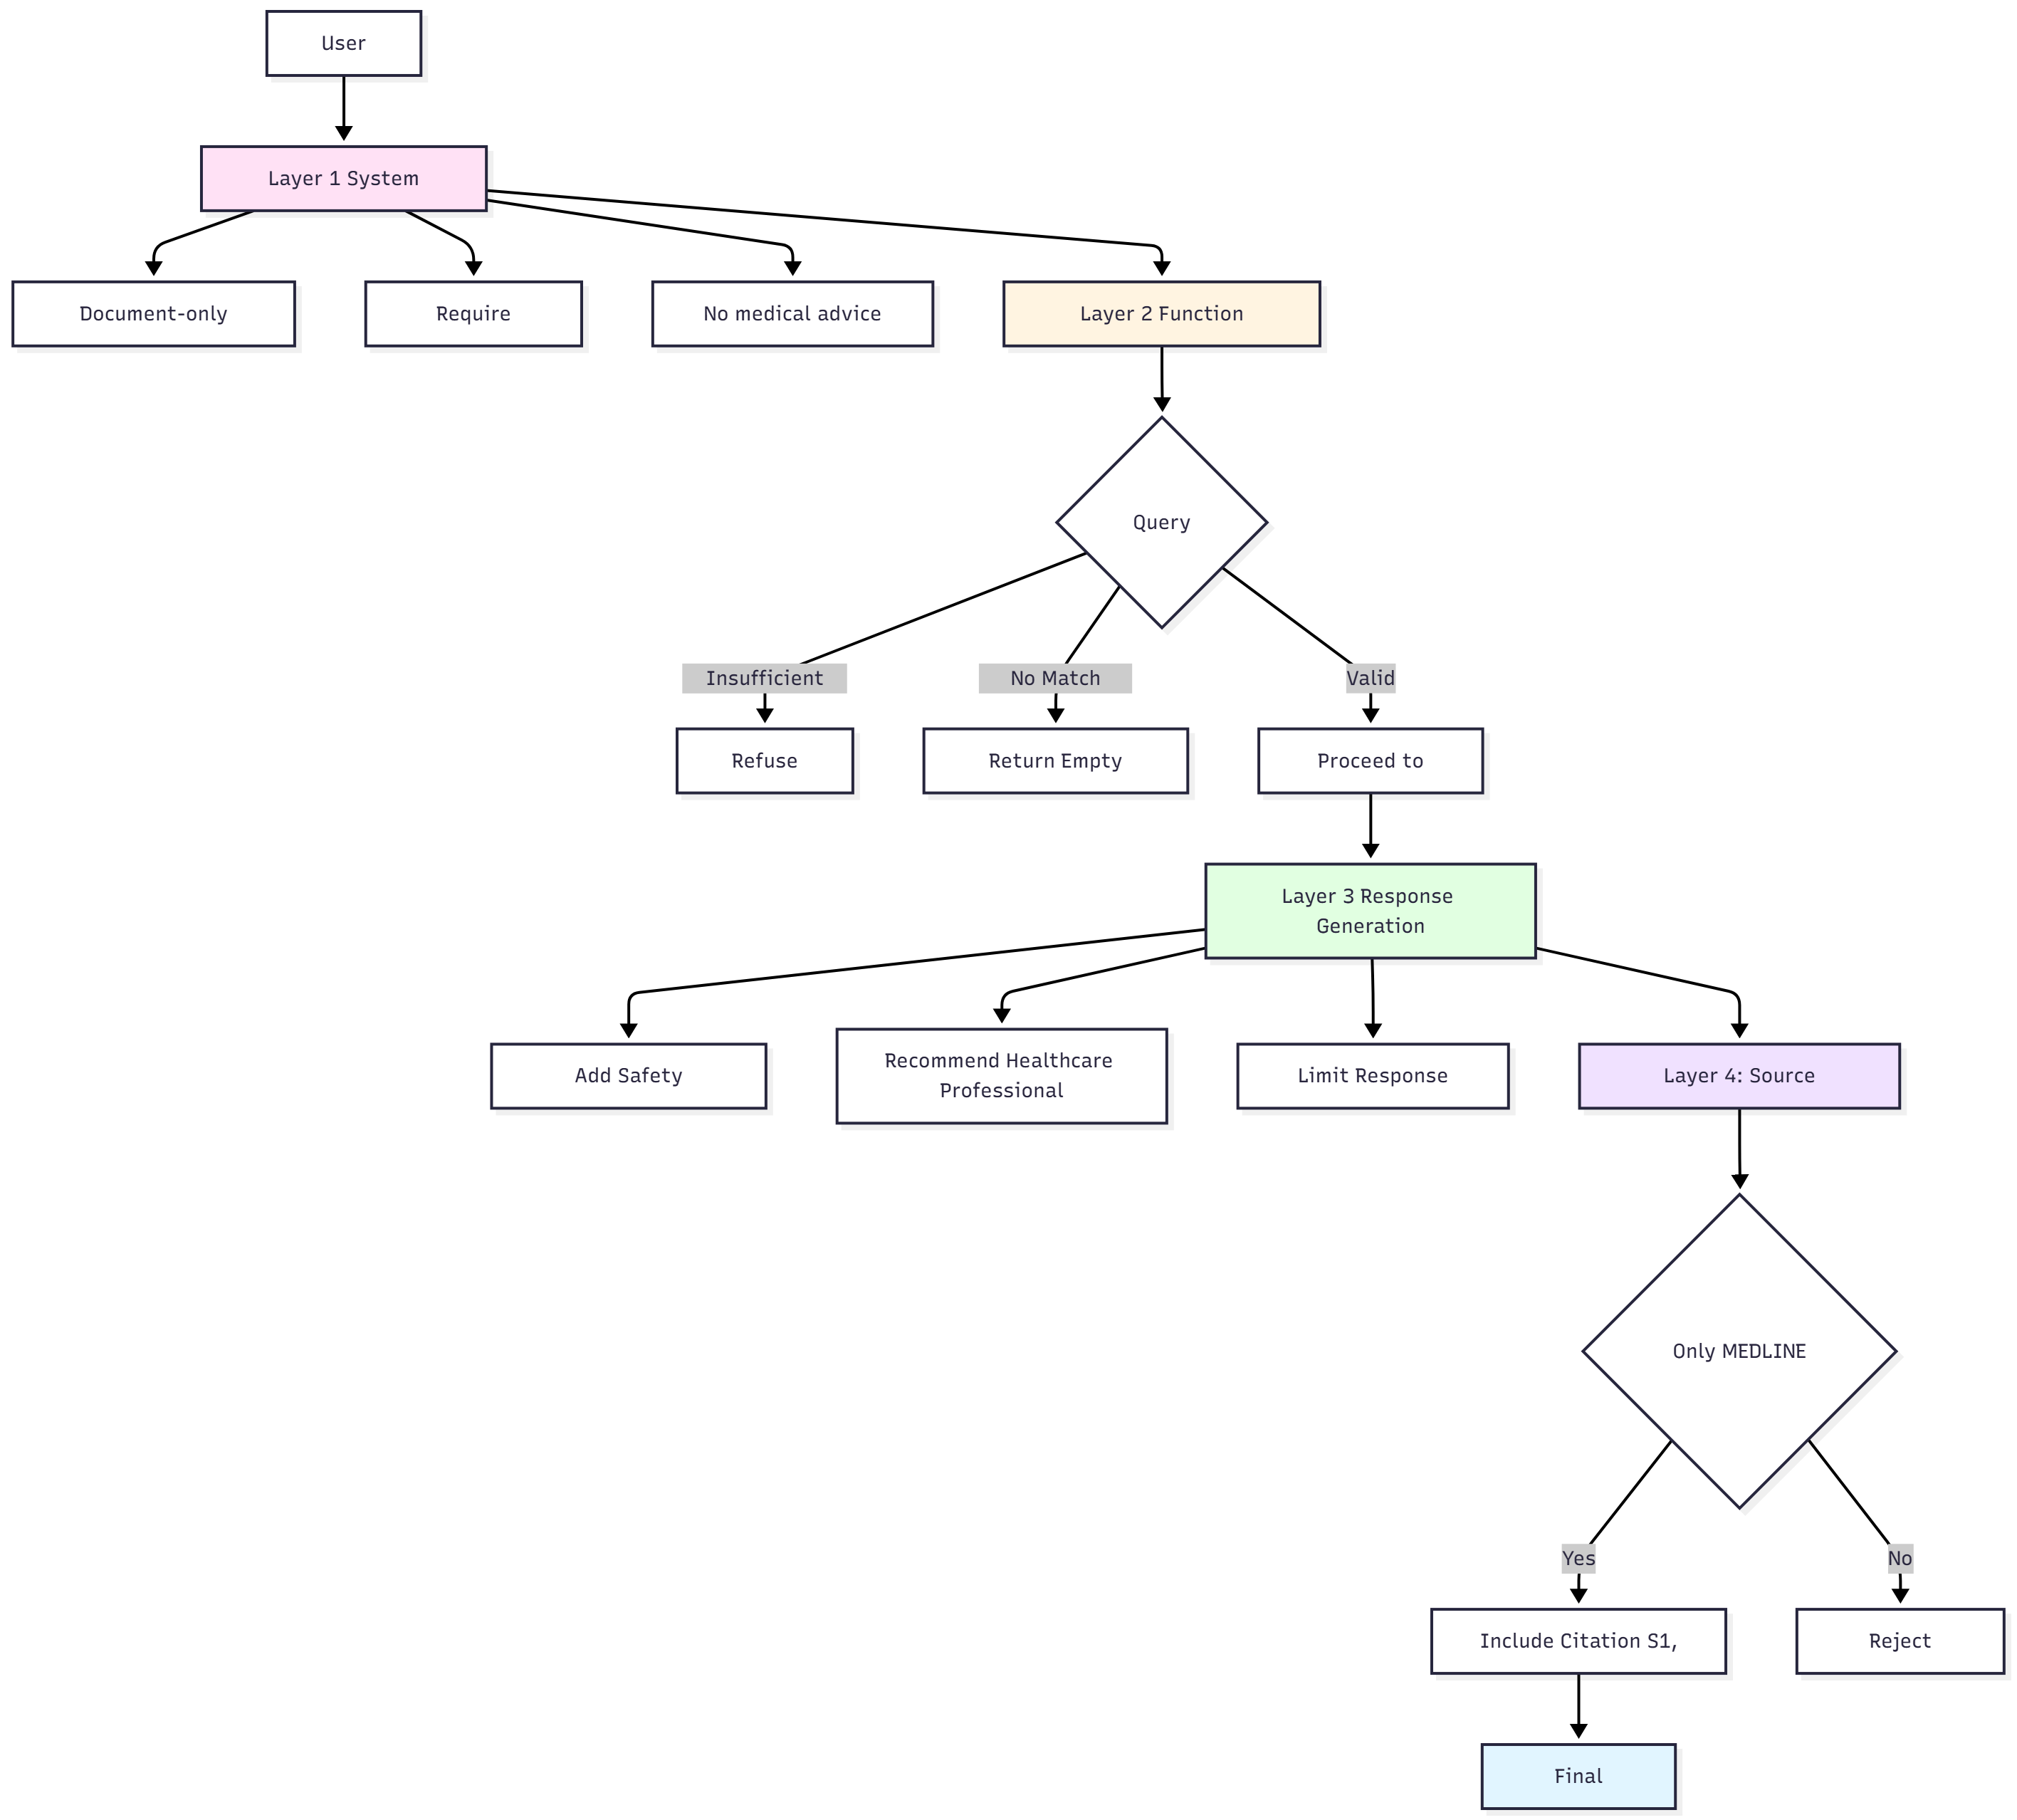 User
Layer 1 System
Document-only
Require
No medical advice
Layer 2 Function
Query
Insufficient
No Match
Valid
Refuse
Return Empty
Proceed to
Layer 3 Response
Generation
Add Safety
Recommend Healthcare
Professional
Limit Response
Layer 4: Source
Only MEDLINE
Yes
No
Include Citation S1,
Reject
Final